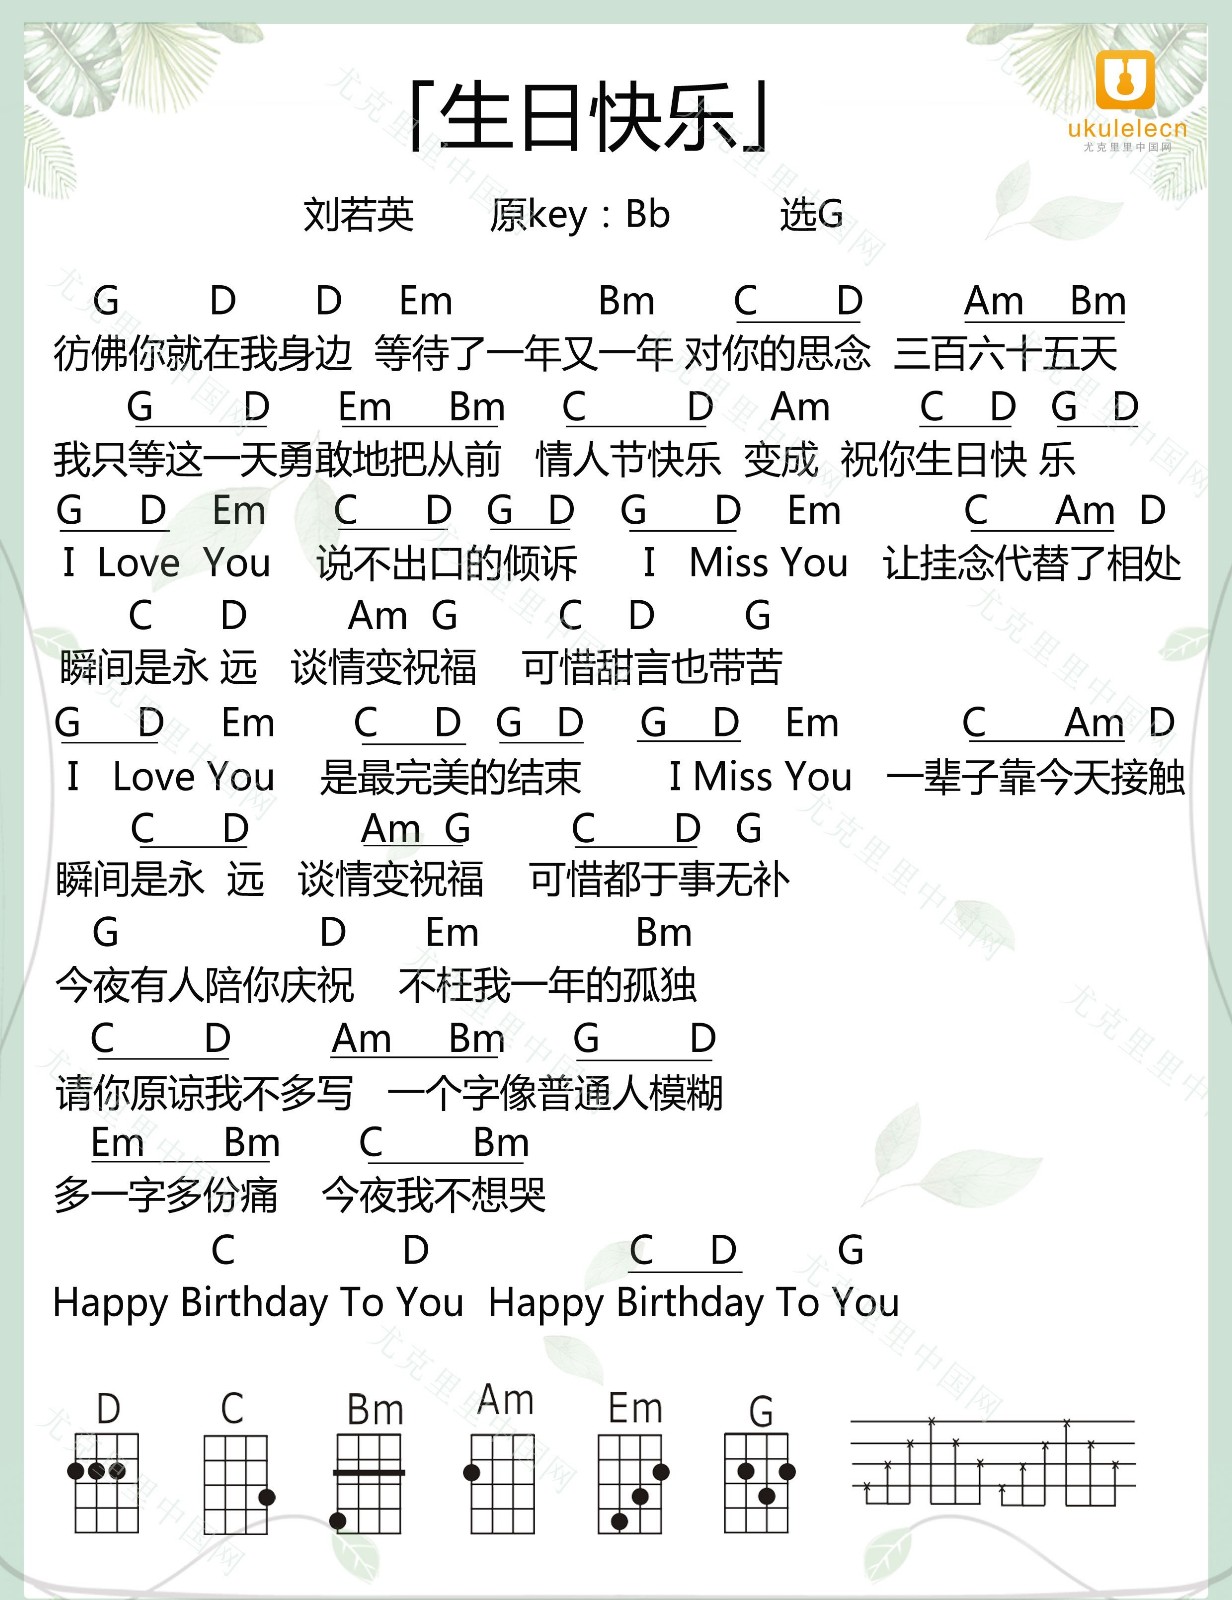 「生日快乐」
ukulelecn
尤克里里中国网
刘若英 原key：Bb 选G
G D D Em Bm C D Am Bm
彷佛你就在我身边 等待了一年又一年 对你的思念 三百六十五天
G D Em Bm C D Am C D G D
我只等这一天勇敢地把从前 情人节快乐 变成 祝你生日快 乐
G D Em C D G D G D Em C Am D
I Love You 说不出口的倾诉 I Miss You 让挂念代替了相处
C D Am G C D G
瞬间是永 远 谈情变祝福 可惜甜言也带苦
G D Em C D G D G D Em C Am D
I Love You 是最完美的结束 I Miss You 一辈子靠今天接触
C D Am G C D G
瞬间是永 远 谈情变祝福 可惜都于事无补
G D Em Bm
今夜有人陪你庆祝 不枉我一年的孤独
C D Am Bm G D
请你原谅我不多写 一个字像普通人模糊
Em Bm C Bm
多一字多份痛 今夜我不想哭
C D C D G
Happy Birthday To You Happy Birthday To You
D C Bm Am Em G